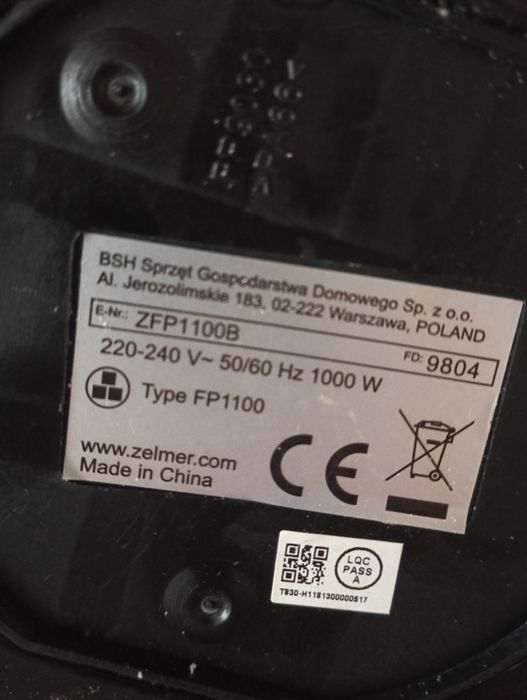 BSH Sprzęt Gospodarstwa Domowego Sp. z o.o.
Al. Jerozolimskie 183, 02-222 Warszawa, POLAND
E-Nr.: ZFP1100B FD: 9804
220-240 V~ 50/60 Hz 1000 W
Type FP1100
www.zelmer.com
Made in China
CE
LQC
PASS
A
TB30-H1181300000517